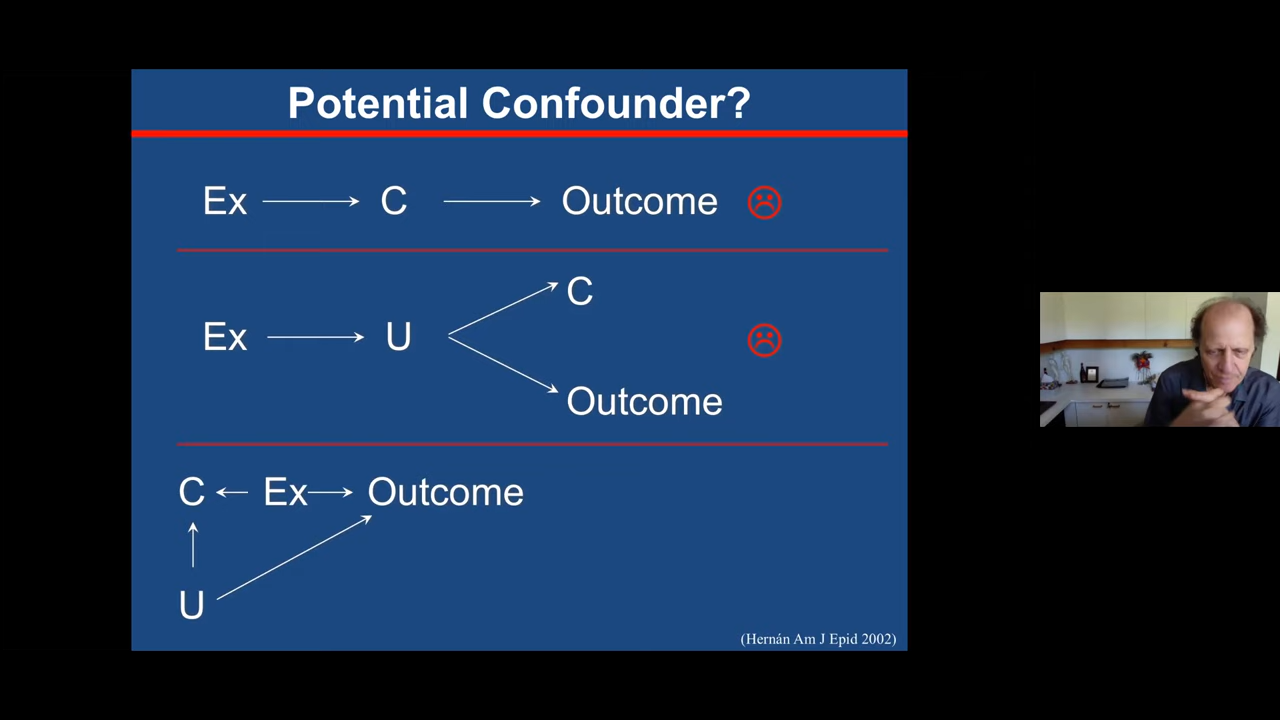 Potential Confounder?
Ex C Outcome
C
Ex U
Outcome
C Ex Outcome
U
(Hernán Am J Epid 2002)